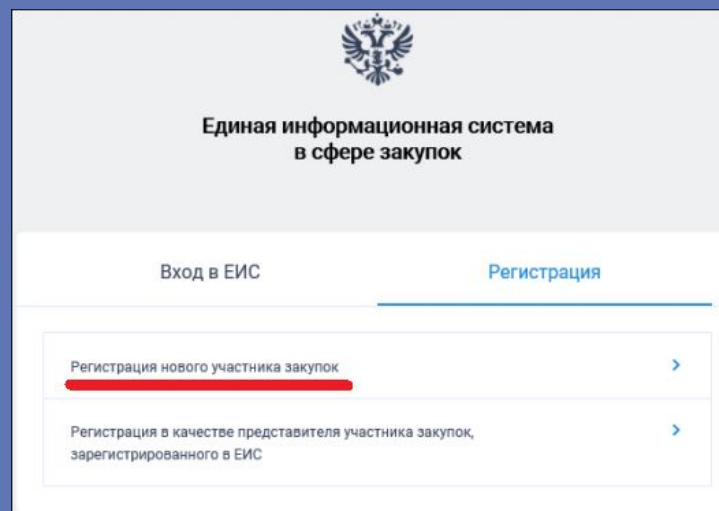 Единая информационная система
в сфере закупок
Вход в ЕИС
Регистрация
Регистрация нового участника закупок
Регистрация в качестве представителя участника закупок,
зарегистрированного в ЕИС